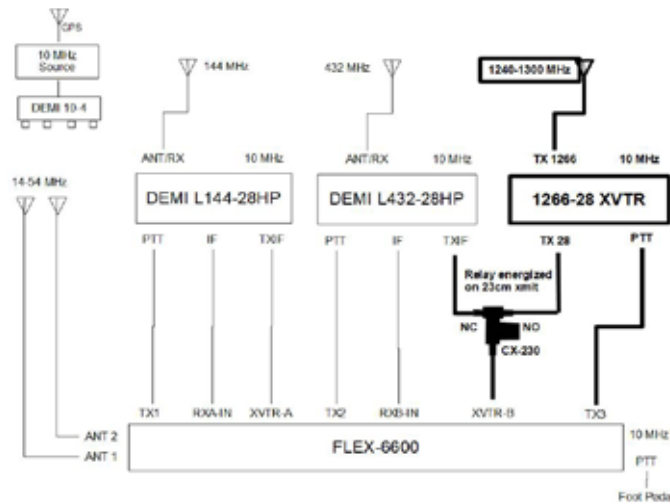 GPS
10 MHz
Source
DEMI 10-4
144 MHz
432 MHz
1240-1300 MHz
ANT/RX
10 MHz
ANT/RX
10 MHz
TX 1266
10 MHz
14-54 MHz
DEMI L144-28HP
DEMI L432-28HP
1266-28 XVTR
PTT
IF
TXIF
PTT
IF
TXIF
TX 28
PTT
Relay energized
on 23cm xmit
NC
NO
CX-230
TX1
RXA-IN
XVTR-A
TX2
RXB-IN
XVTR-B
TX3
ANT 2
ANT 1
FLEX-6600
10 MHz
PTT
Foot Peda